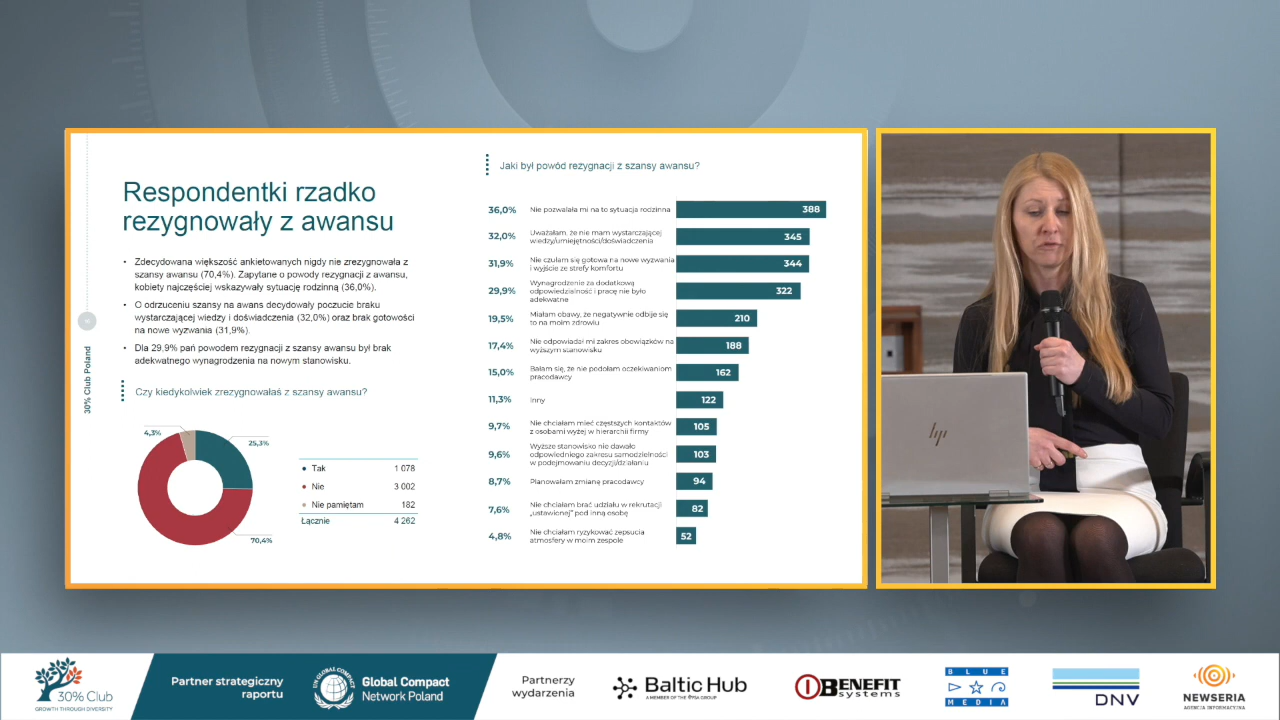 Respondentki rzadko
rezygnowały z awansu
• Zdecydowana większość ankietowanych nigdy nie zrezygnowała z
szansy awansu (70,4%). Zapytane o powody rezygnacji z awansu,
kobiety najczęściej wskazywały sytuację rodzinną (36,0%).
• O odrzuceniu szansy na awans decydowały poczucie braku
wystarczającej wiedzy i doświadczenia (32,0%) oraz brak gotowości
na nowe wyzwania (31,9%).
• Dla 29,9% pań powodem rezygnacji z szansy awansu był brak
adekwatnego wynagrodzenia na nowym stanowisku.
30% Club Poland
Czy kiedykolwiek zrezygnowałaś z szansy awansu?
4,3%
25,3%
70,4%
• Tak 1 078
• Nie 3 002
• Nie pamiętam 182
Łącznie 4 262
Jaki był powód rezygnacji z szansy awansu?
36,0% Nie pozwalała mi na to sytuacja rodzinna 388
32,0% Uważałam, że nie mam wystarczającej
wiedzy/umiejętności/doświadczenia 345
31,9% Nie czułam się gotowa na nowe wyzwania
i wyjście ze strefy komfortu 344
29,9% Wynagrodzenie za dodatkową
odpowiedzialność i pracę nie było
adekwatne 322
19,5% Miałam obawy, że negatywnie odbije się
to na moim zdrowiu 210
17,4% Nie odpowiadał mi zakres obowiązków na
wyższym stanowisku 188
15,0% Bałam się, że nie podołam oczekiwaniom
pracodawcy 162
11,3% Inny 122
9,7% Nie chciałam mieć częstszych kontaktów
z osobami wyżej w hierarchii firmy 105
9,6% Wyższe stanowisko nie dawało
odpowiedniego zakresu samodzielności
w podejmowaniu decyzji/działaniu 103
8,7% Planowałam zmianę pracodawcy 94
7,6% Nie chciałam brać udziału w rekrutacji
„ustawionej” pod inną osobę 82
4,8% Nie chciałam ryzykować zepsucia
atmosfery w moim zespole 52
hp
30% Club
GROWTH THROUGH DIVERSITY
Partner strategiczny
raportu
UN GLOBAL COMPACT
Global Compact
Network Poland
Partnerzy
wydarzenia
Baltic Hub
A MEMBER OF THE PSA GROUP
BENEFIT
systems
BLUE
MEDIA
DNV
NEWSERIA
AGENCJA INFORMACYJNA